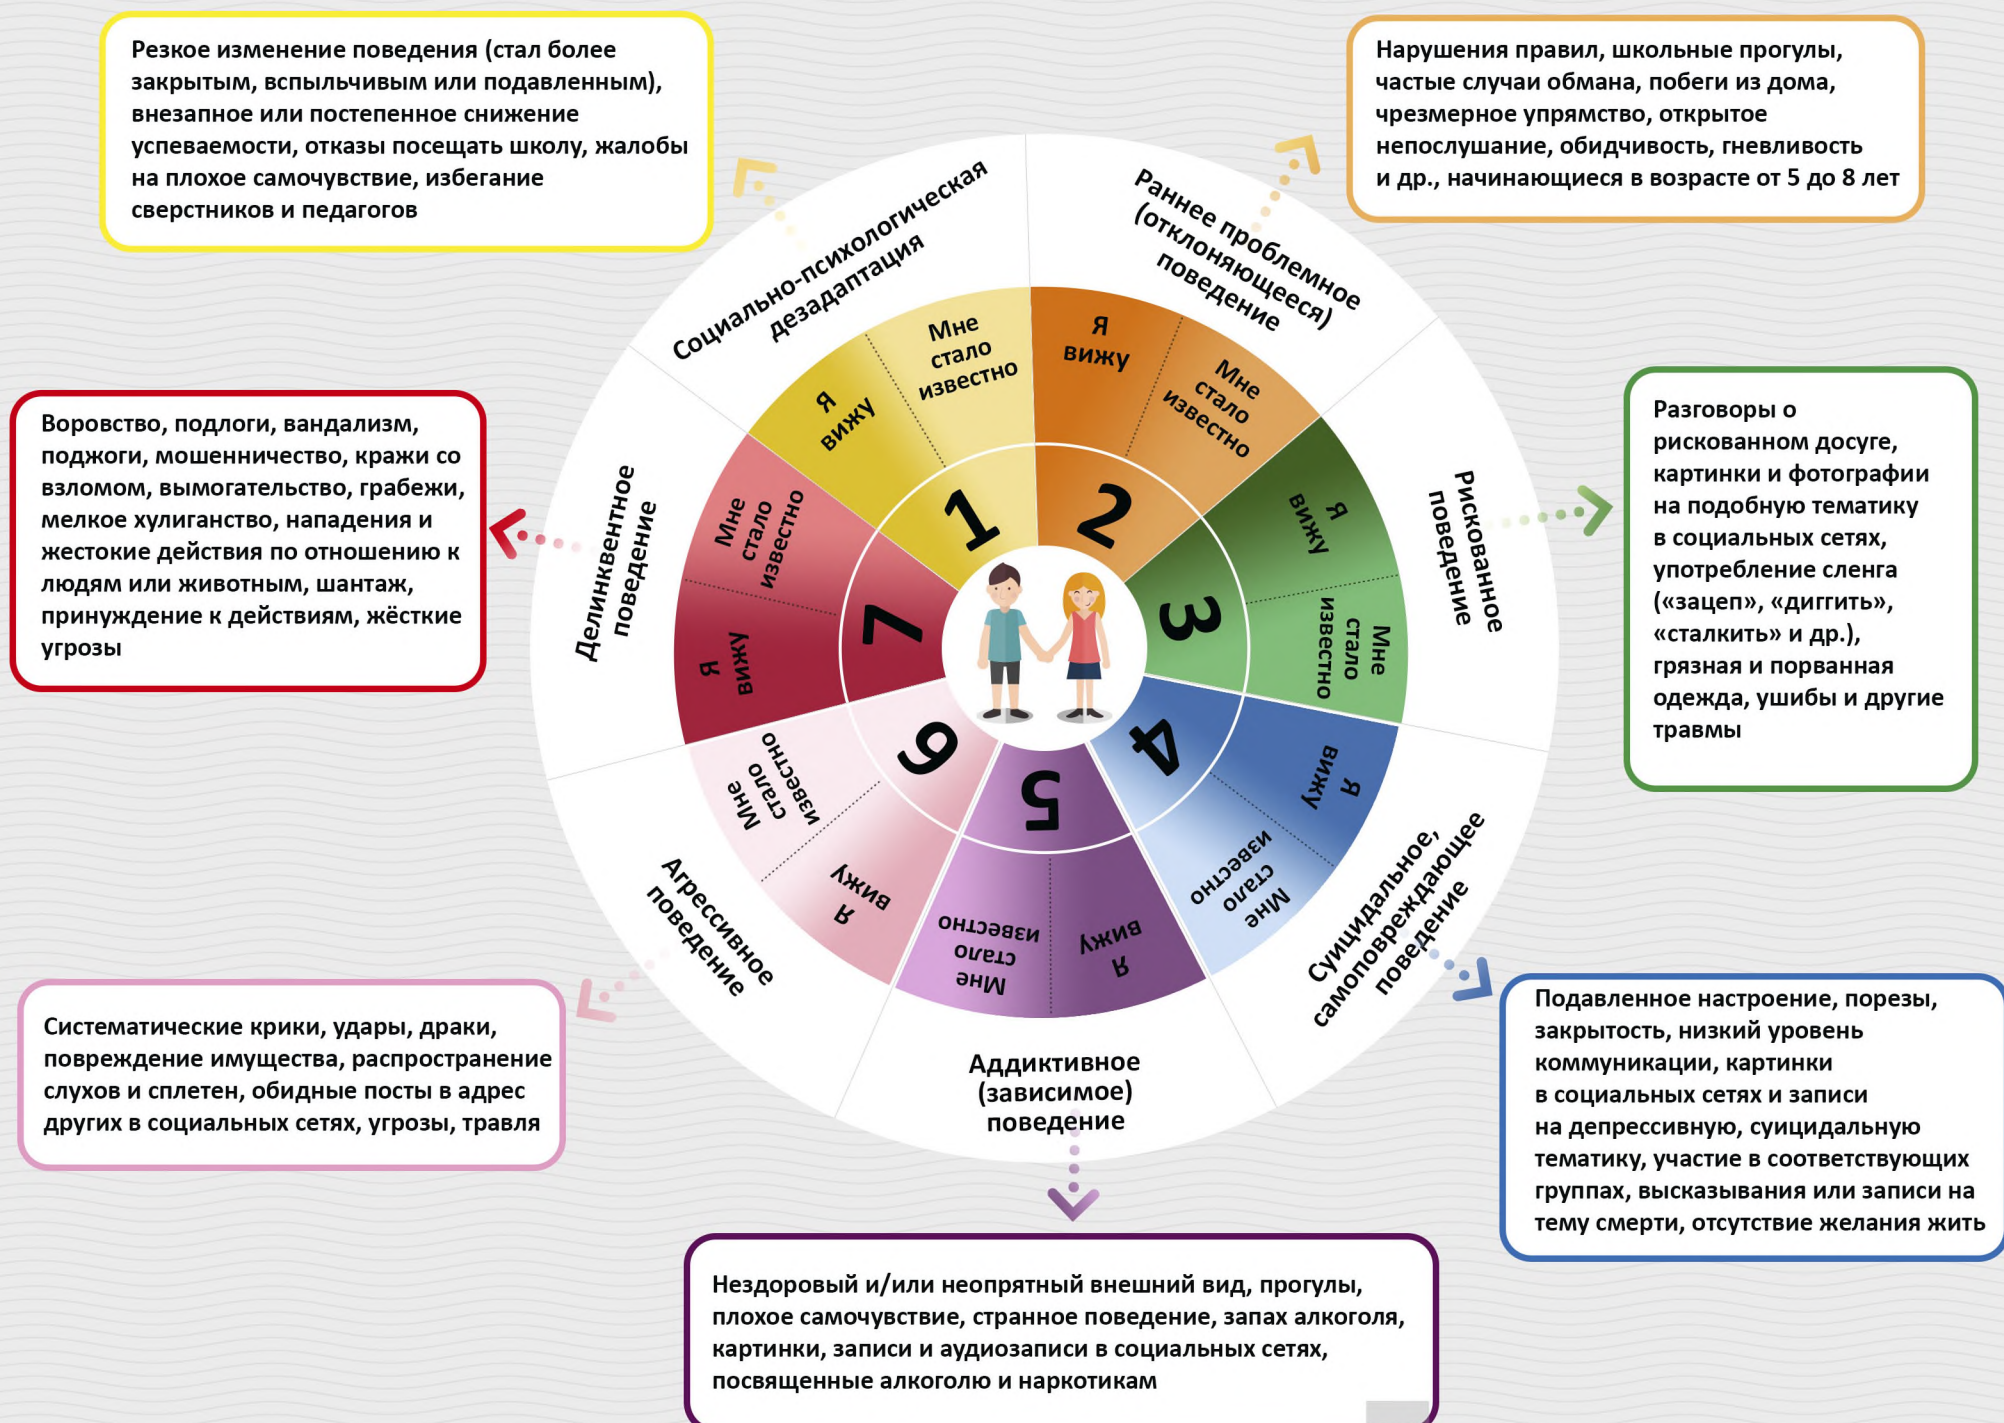 Резкое изменение поведения (стал более
закрытым, вспыльчивым или подавленным),
внезапное или постепенное снижение
успеваемости, отказы посещать школу, жалобы
на плохое самочувствие, избегание
сверстников и педагогов
Нарушения правил, школьные прогулы,
частые случаи обмана, побеги из дома,
чрезмерное упрямство, открытое
непослушание, обидчивость, гневливость
и др., начинающиеся в возрасте от 5 до 8 лет
Социально-психологическая
дезадаптация
Я
вижу
Мне
стало
известно
1
Раннее проблемное
(отклоняющееся)
поведение
Я
вижу
Мне
стало
известно
2
Рискованное
поведение
Я
вижу
Мне
стало
известно
3
Разговоры о
рискованном досуге,
картинки и фотографии
на подобную тематику
в социальных сетях,
употребление сленга
(«зацеп», «диггить»,
«сталкить» и др.),
грязная и порванная
одежда, ушибы и другие
травмы
Суицидальное,
самоповреждающее
поведение
Я
вижу
Мне
стало
известно
4
Подавленное настроение, порезы,
закрытость, низкий уровень
коммуникации, картинки
в социальных сетях и записи
на депрессивную, суицидальную
тематику, участие в соответствующих
группах, высказывания или записи на
тему смерти, отсутствие желания жить
Аддиктивное
(зависимое)
поведение
Я
вижу
Мне
стало
известно
5
Нездоровый и/или неопрятный внешний вид, прогулы,
плохое самочувствие, странное поведение, запах алкоголя,
картинки, записи и аудиозаписи в социальных сетях,
посвященные алкоголю и наркотикам
Агрессивное
поведение
Я
вижу
Мне
стало
известно
6
Систематические крики, удары, драки,
повреждение имущества, распространение
слухов и сплетен, обидные посты в адрес
других в социальных сетях, угрозы, травля
Делинквентное
поведение
Я
вижу
Мне
стало
известно
7
Воровство, подлоги, вандализм,
поджоги, мошенничество, кражи со
взломом, вымогательство, грабежи,
мелкое хулиганство, нападения и
жестокие действия по отношению к
людям или животным, шантаж,
принуждение к действиям, жёсткие
угрозы